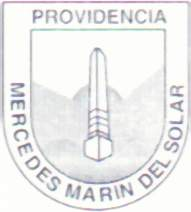 PROVIDENCIA
MERCEDES MARIN DEL SOLAR